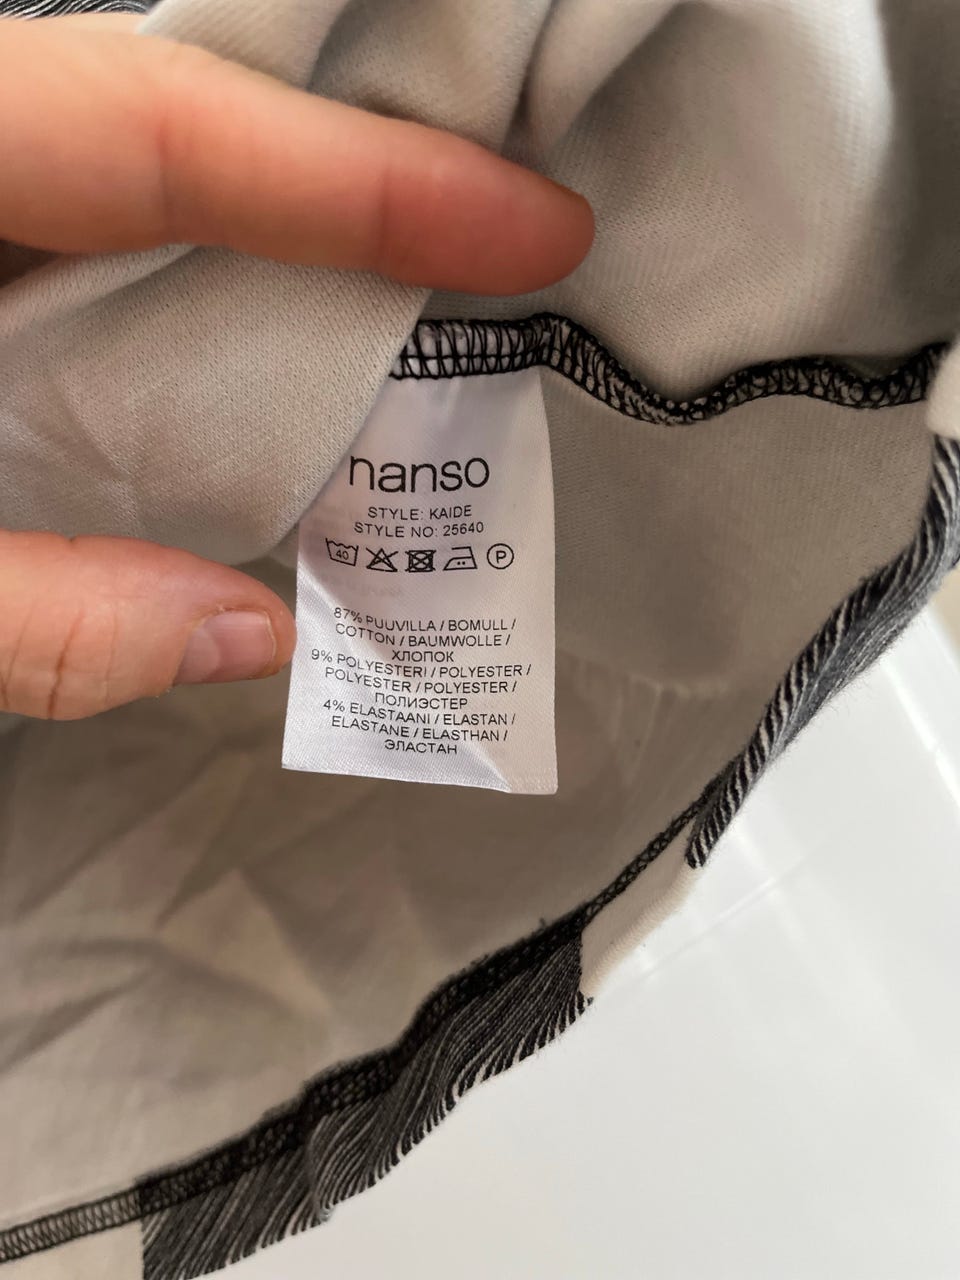 nanso
STYLE: KAIDE
STYLE NO: 25640
40 P
87% PUUVILLA / BOMULL /
COTTON / BAUMWOLLE /
ХЛОПОК
9% POLYESTERI / POLYESTER /
POLYESTER / POLYESTER /
ПОЛИЭСТЕР
4% ELASTAANI / ELASTAN /
ELASTANE / ELASTHAN /
ЭЛАСТАН